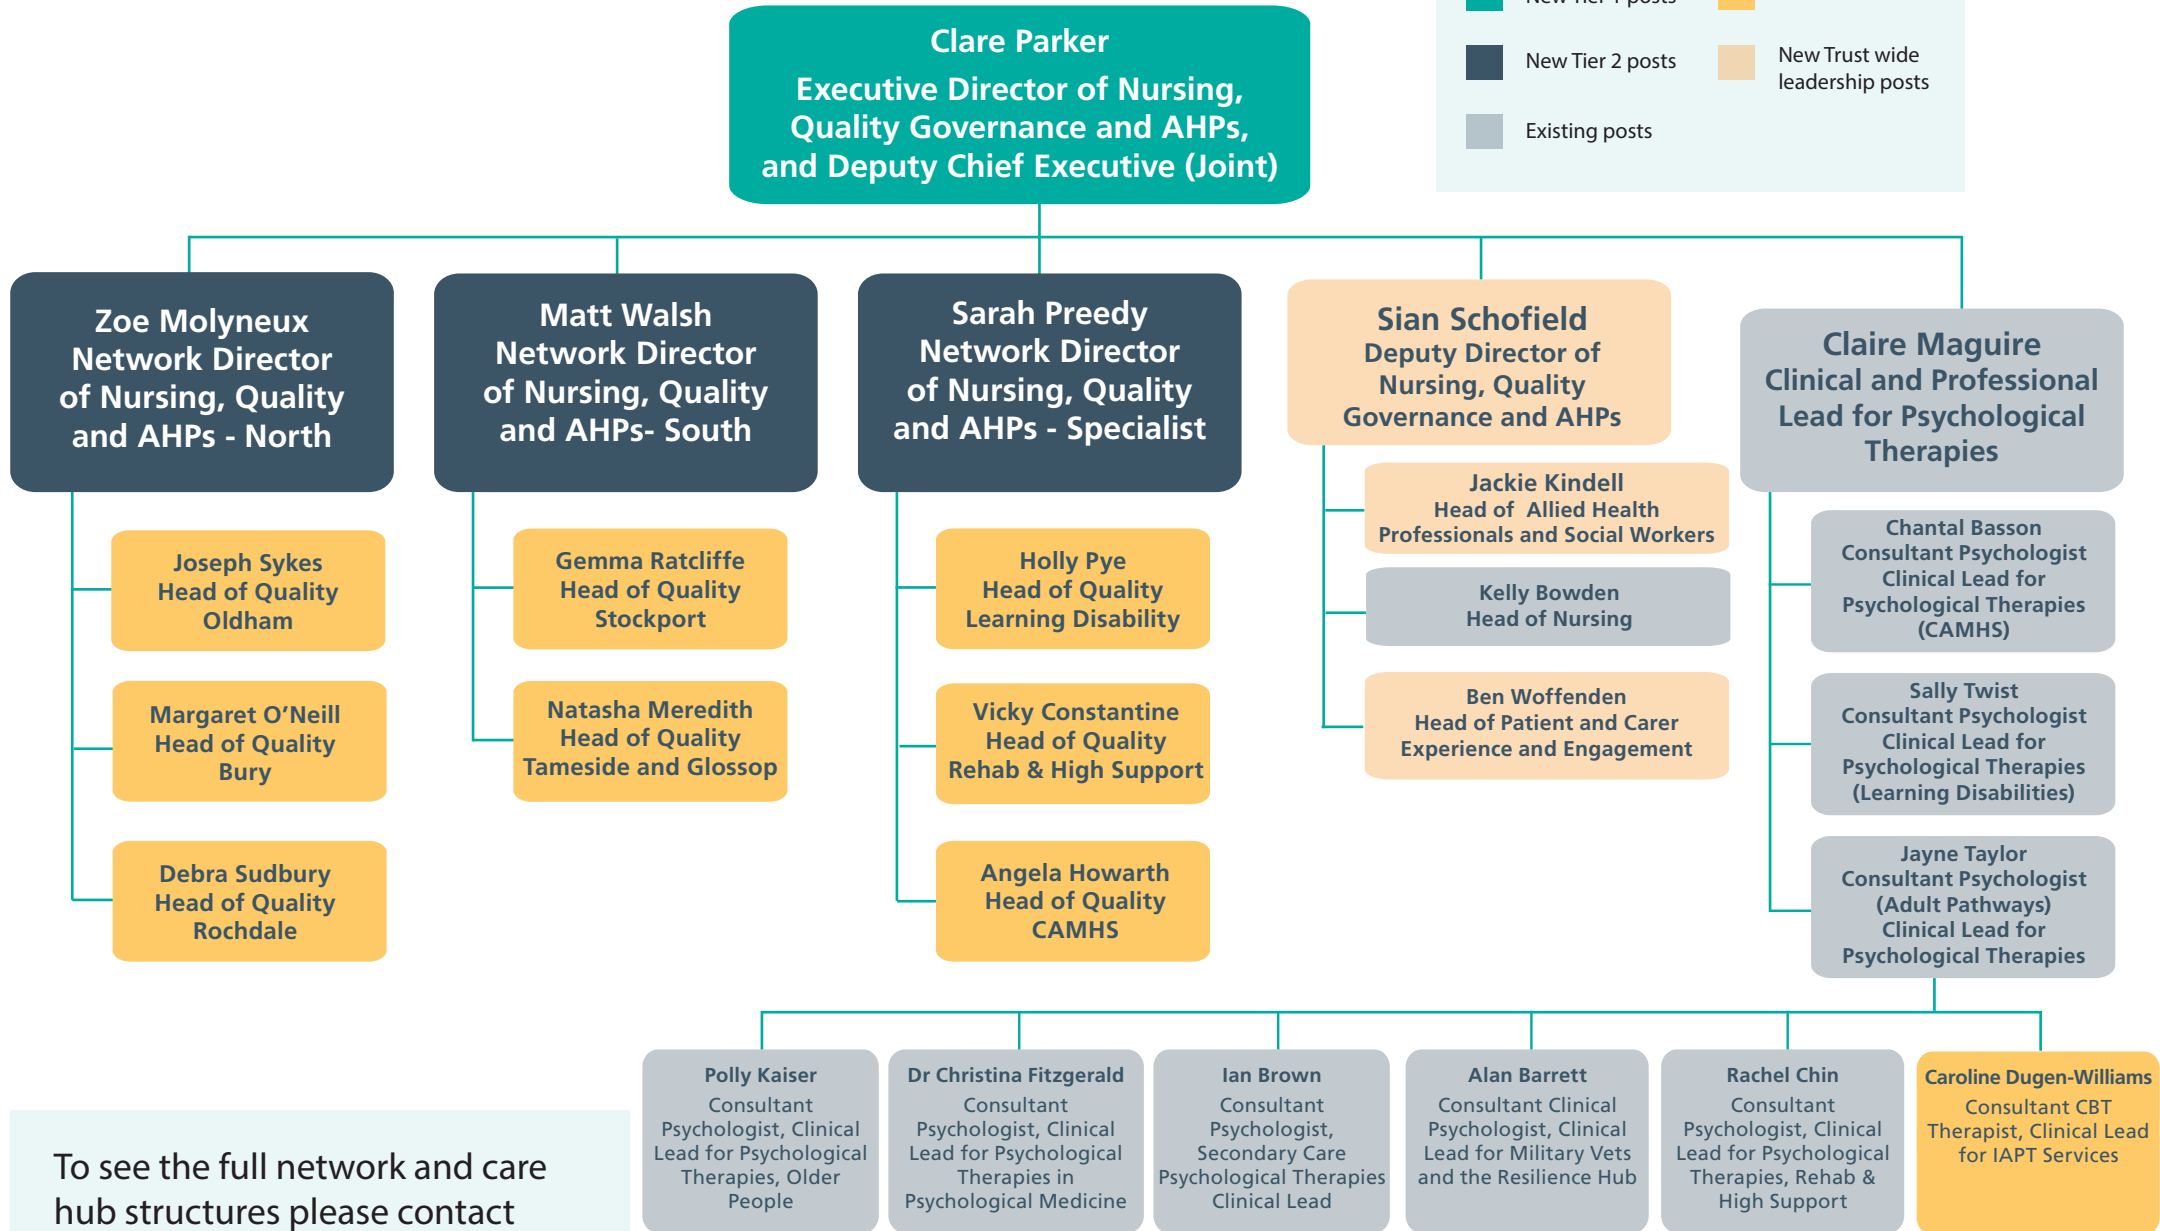 New Tier 1 posts
New Tier 2 posts
New Trust wide
leadership posts
Existing posts
Clare Parker
Executive Director of Nursing,
Quality Governance and AHPs,
and Deputy Chief Executive (Joint)
Zoe Molyneux
Network Director
of Nursing, Quality
and AHPs - North
Joseph Sykes
Head of Quality
Oldham
Margaret O’Neill
Head of Quality
Bury
Debra Sudbury
Head of Quality
Rochdale
Matt Walsh
Network Director
of Nursing, Quality
and AHPs- South
Gemma Ratcliffe
Head of Quality
Stockport
Natasha Meredith
Head of Quality
Tameside and Glossop
Sarah Preedy
Network Director
of Nursing, Quality
and AHPs - Specialist
Holly Pye
Head of Quality
Learning Disability
Vicky Constantine
Head of Quality
Rehab & High Support
Angela Howarth
Head of Quality
CAMHS
Sian Schofield
Deputy Director of
Nursing, Quality
Governance and AHPs
Jackie Kindell
Head of  Allied Health
Professionals and Social Workers
Kelly Bowden
Head of Nursing
Ben Woffenden
Head of Patient and Carer
Experience and Engagement
Claire Maguire
Clinical and Professional
Lead for Psychological
Therapies
Chantal Basson
Consultant Psychologist
Clinical Lead for
Psychological Therapies
(CAMHS)
Sally Twist
Consultant Psychologist
Clinical Lead for
Psychological Therapies
(Learning Disabilities)
Jayne Taylor
Consultant Psychologist
(Adult Pathways)
Clinical Lead for
Psychological Therapies
Polly Kaiser
Consultant
Psychologist, Clinical
Lead for Psychological
Therapies, Older
People
Dr Christina Fitzgerald
Consultant
Psychologist, Clinical
Lead for Psychological
Therapies in
Psychological Medicine
Ian Brown
Consultant
Psychologist,
Secondary Care
Psychological Therapies
Clinical Lead
Alan Barrett
Consultant Clinical
Psychologist, Clinical
Lead for Military Vets
and the Resilience Hub
Rachel Chin
Consultant
Psychologist, Clinical
Lead for Psychological
Therapies, Rehab &
High Support
Caroline Dugen-Williams
Consultant CBT
Therapist, Clinical Lead
for IAPT Services
To see the full network and care
hub structures please contact